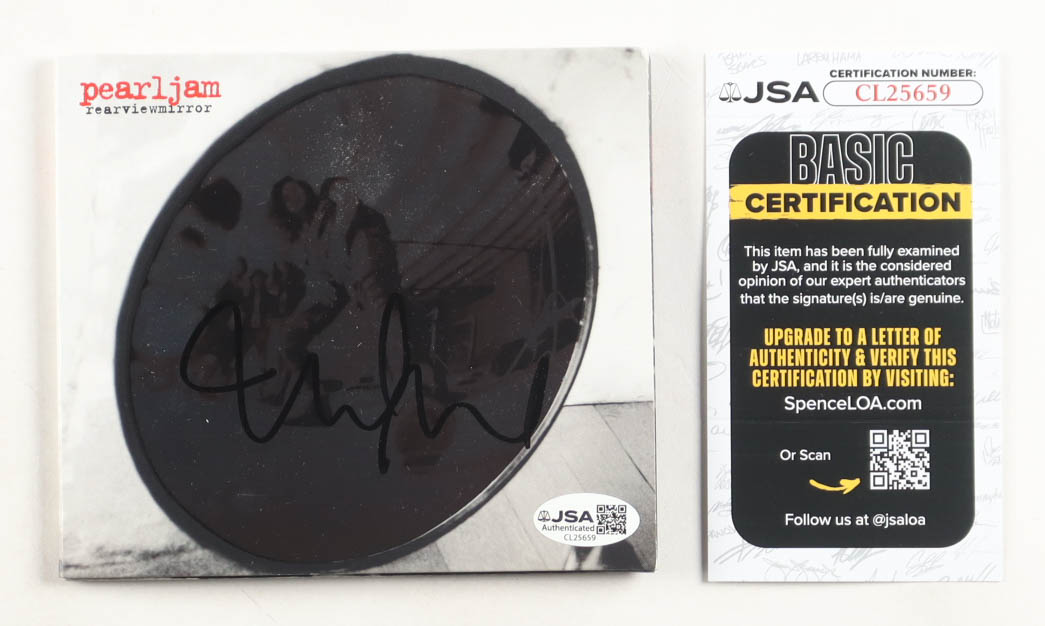 pearljam
rearviewmirror
JSA
Authenticated
CL25659
LARRY HAMA
JSA
CERTIFICATION NUMBER:
CL25659
BASIC
CERTIFICATION
This item has been fully examined
by JSA, and it is the considered
opinion of our expert authenticators
that the signature(s) is/are genuine.
UPGRADE TO A LETTER OF
AUTHENTICITY & VERIFY THIS
CERTIFICATION BY VISITING:
SpenceLOA.com
Or Scan
Follow us at @jsaloa